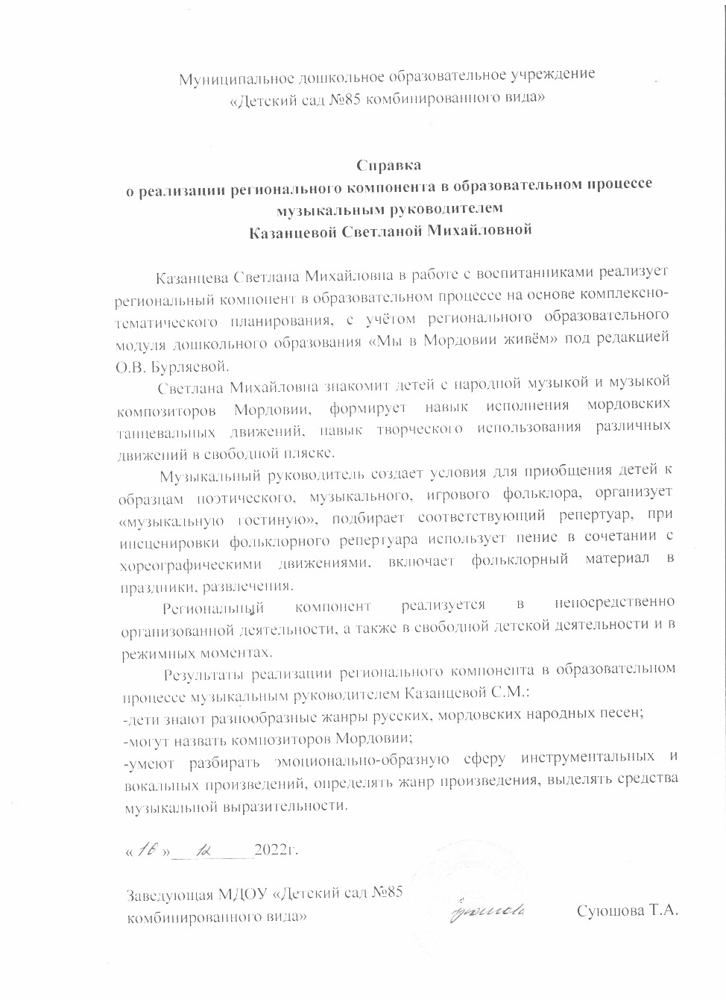 Муниципальное дошкольное образовательное учреждение
«Детский сад №85 комбинированного вида»
Справка
о реализации регионального компонента в образовательном процессе
музыкальным руководителем
Казанцевой Светланой Михайловной
Казанцева Светлана Михайловна в работе с воспитанниками реализует
региональный компонент в образовательном процессе на основе комплексно-
тематического планирования, с учётом регионального образовательного
модуля дошкольного образования «Мы в Мордовии живём» под редакцией
О.В. Бурляевой.
Светлана Михайловна знакомит детей с народной музыкой и музыкой
композиторов Мордовии, формирует навык исполнения мордовских
танцевальных движений, навык творческого использования различных
движений в свободной пляске.
Музыкальный руководитель создает условия для приобщения детей к
образцам поэтического, музыкального, игрового фольклора, организует
«музыкальную гостиную», подбирает соответствующий репертуар, при
инсценировки фольклорного репертуара использует пение в сочетании с
хореографическими движениями, включает фольклорный материал в
праздники, развлечения.
Региональный компонент реализуется в непосредственно
организованной деятельности, а также в свободной детской деятельности и в
режимных моментах.
Результаты реализации регионального компонента в образовательном
процессе музыкальным руководителем Казанцевой С.М.:
-дети знают разнообразные жанры русских, мордовских народных песен;
-могут назвать композиторов Мордовии;
-умеют разбирать эмоционально-образную сферу инструментальных и
вокальных произведений, определять жанр произведения, выделять средства
музыкальной выразительности.
« 16 » 12 2022г.
Заведующая МДОУ «Детский сад №85
комбинированного вида» Суюшова Т.А.